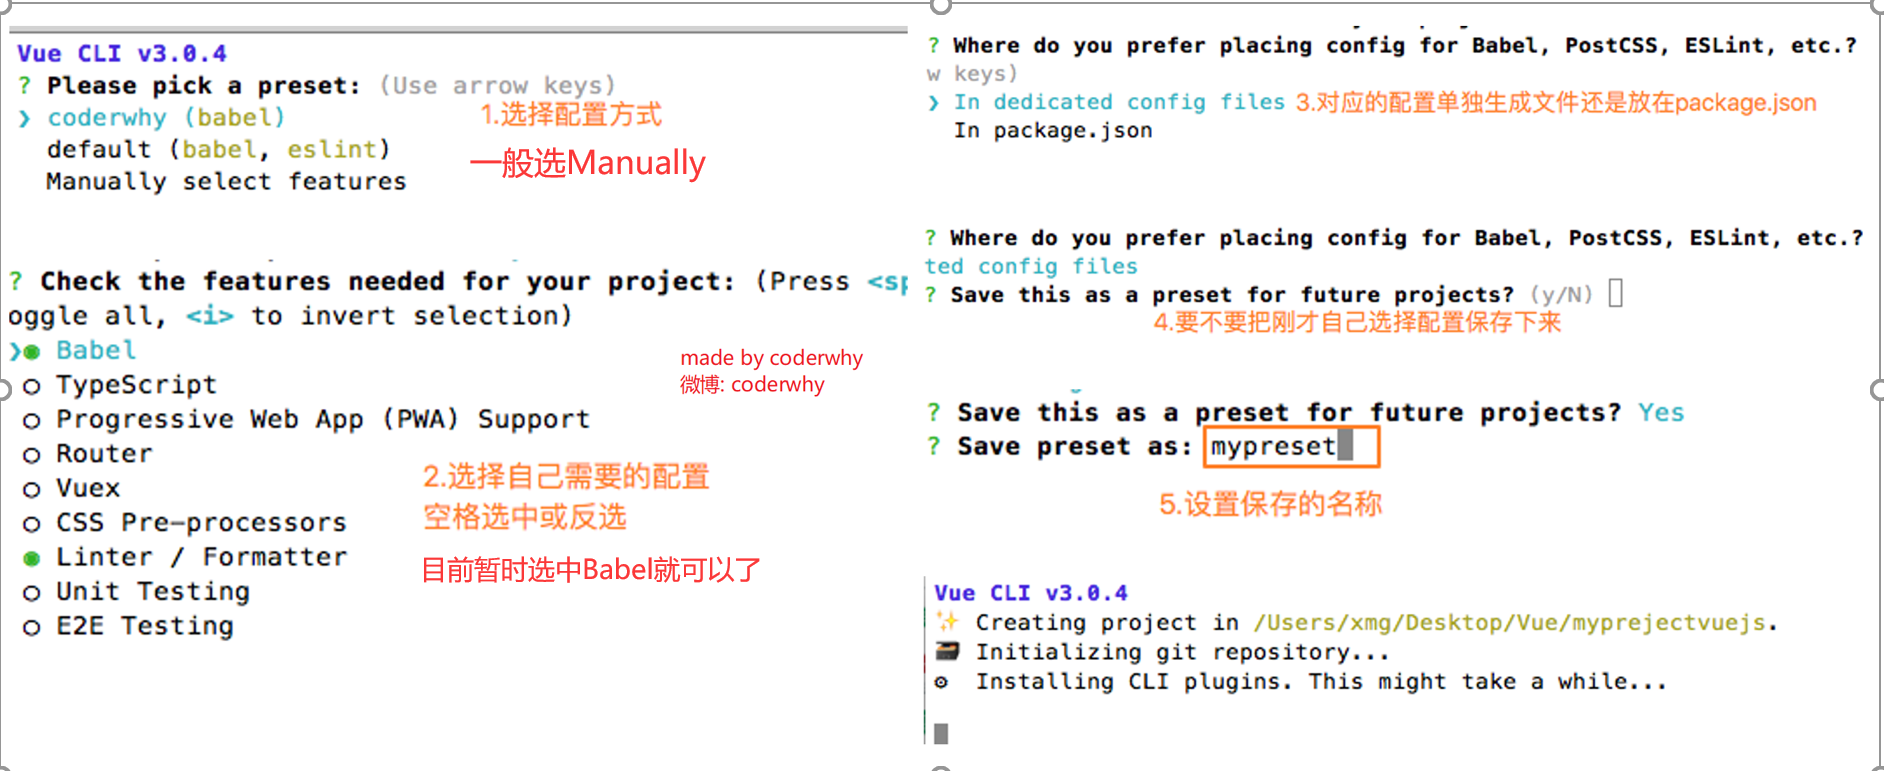 Vue CLI v3.0.4
? Please pick a preset: (Use arrow keys)
❯ coderwhy (babel)
default (babel, eslint)
Manually select features
1.选择配置方式
一般选Manually
? Check the features needed for your project: (Press <sp
oggle all, <i> to invert selection)
❯◉ Babel
○ TypeScript
○ Progressive Web App (PWA) Support
○ Router
○ Vuex
○ CSS Pre-processors
◉ Linter / Formatter
○ Unit Testing
○ E2E Testing
made by coderwhy
微博: coderwhy
2.选择自己需要的配置
空格选中或反选
目前暂时选中Babel就可以了
? Where do you prefer placing config for Babel, PostCSS, ESLint, etc.?
w keys)
❯ In dedicated config files 3.对应的配置单独生成文件还是放在package.json
In package.json
? Where do you prefer placing config for Babel, PostCSS, ESLint, etc.?
ted config files
? Save this as a preset for future projects? (y/N)
4.要不要把刚才自己选择配置保存下来
? Save this as a preset for future projects? Yes
? Save preset as: mypreset
5.设置保存的名称
Vue CLI v3.0.4
✨ Creating project in /Users/xmg/Desktop/Vue/myprejectvuejs.
🗃 Initializing git repository...
⚙ Installing CLI plugins. This might take a while...